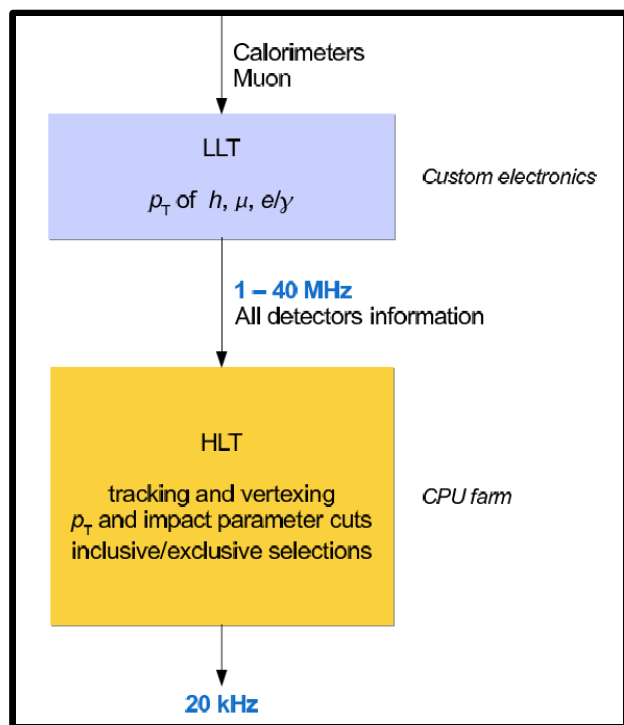 Calorimeters
Muon
LLT
Custom electronics
pT of h, μ, e/γ
1 – 40 MHz
All detectors information
HLT
tracking and vertexing
CPU farm
pT and impact parameter cuts
inclusive/exclusive selections
20 kHz